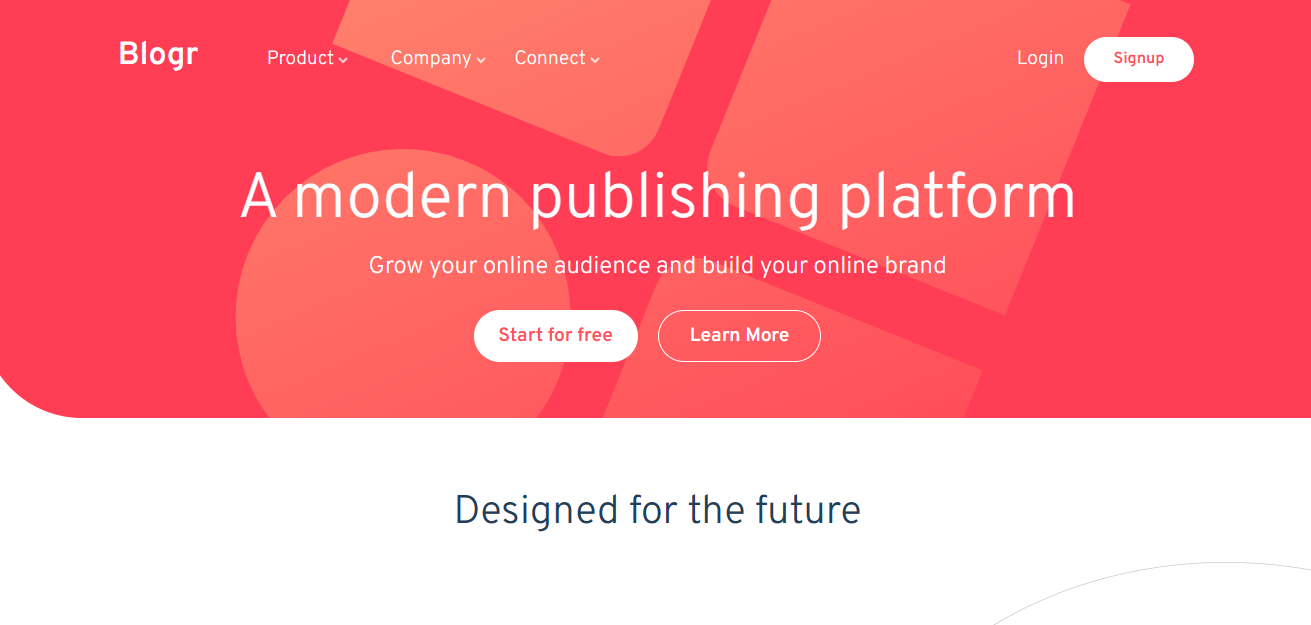 Blogr Product Company Connect Login Signup
A modern publishing platform
Grow your online audience and build your online brand
Start for free Learn More
Designed for the future